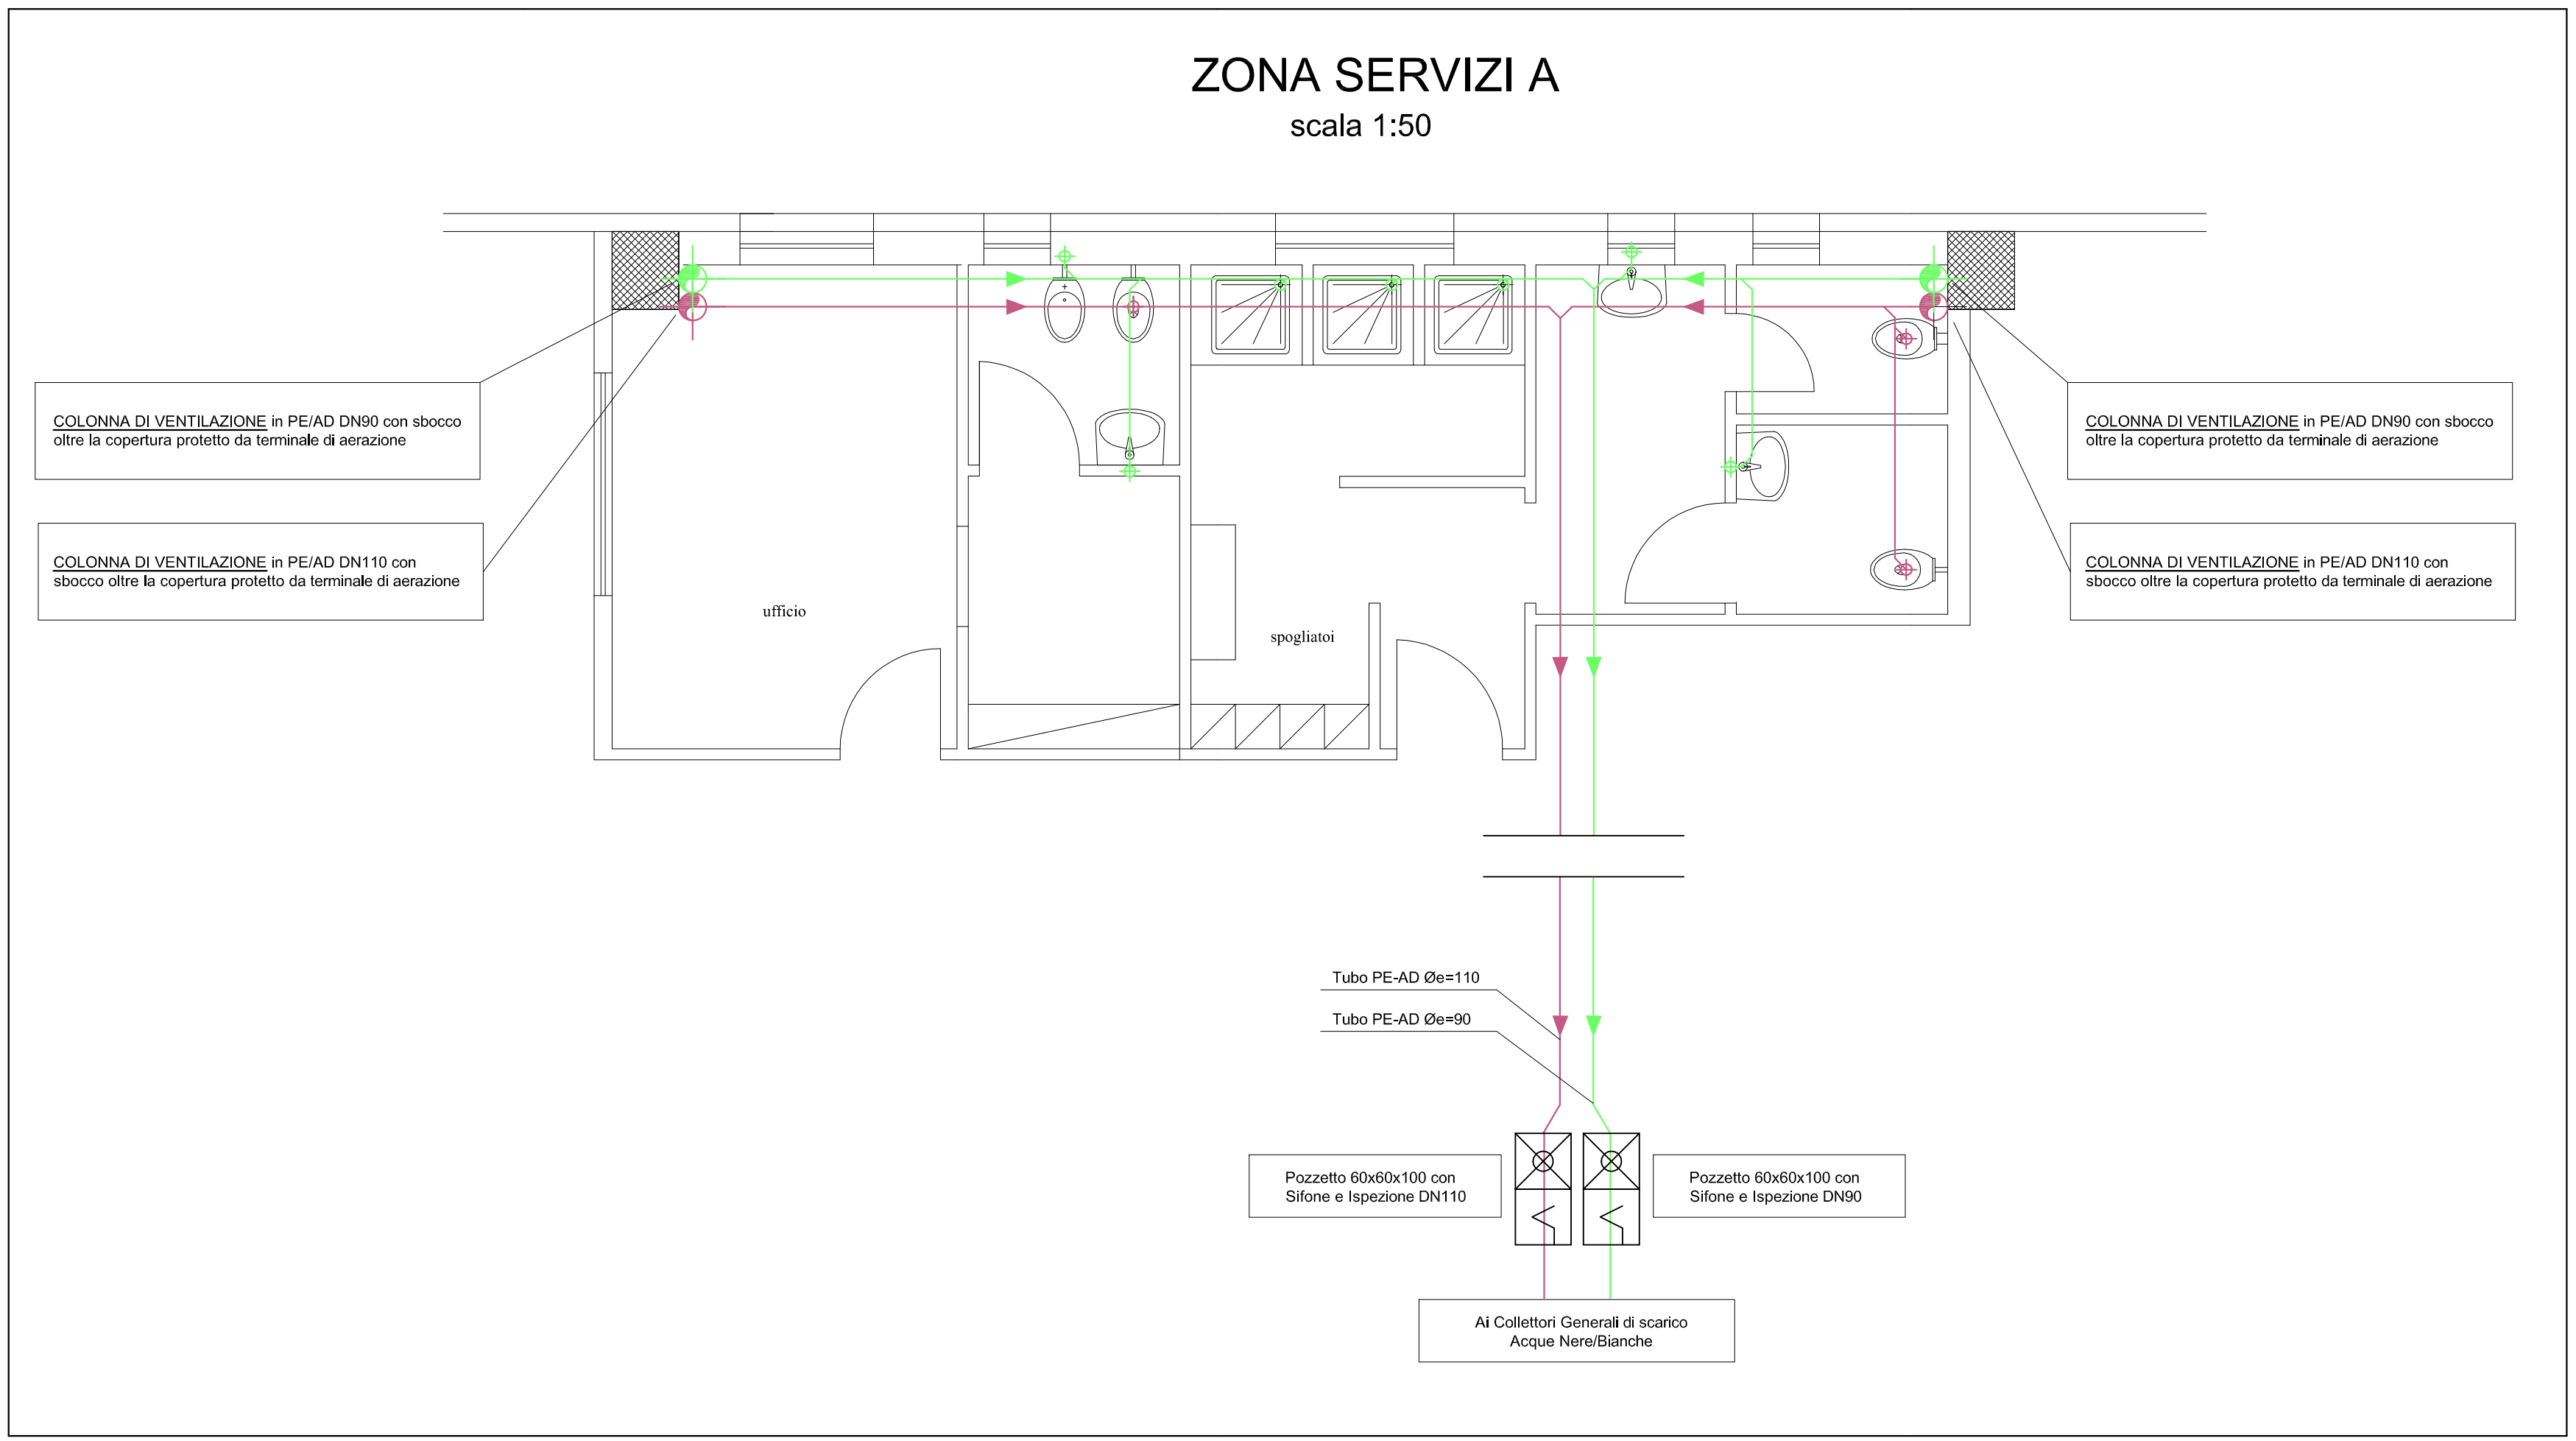 ZONA SERVIZI A
scala 1:50
COLONNA DI VENTILAZIONE in PE/AD DN90 con sbocco
oltre la copertura protetto da terminale di aerazione
COLONNA DI VENTILAZIONE in PE/AD DN110 con
sbocco oltre la copertura protetto da terminale di aerazione
ufficio
spogliatoi
COLONNA DI VENTILAZIONE in PE/AD DN90 con sbocco
oltre la copertura protetto da terminale di aerazione
COLONNA DI VENTILAZIONE in PE/AD DN110 con
sbocco oltre la copertura protetto da terminale di aerazione
Tubo PE-AD Øe=110
Tubo PE-AD Øe=90
Pozzetto 60x60x100 con
Sifone e Ispezione DN110
Pozzetto 60x60x100 con
Sifone e Ispezione DN90
Ai Collettori Generali di scarico
Acque Nere/Bianche